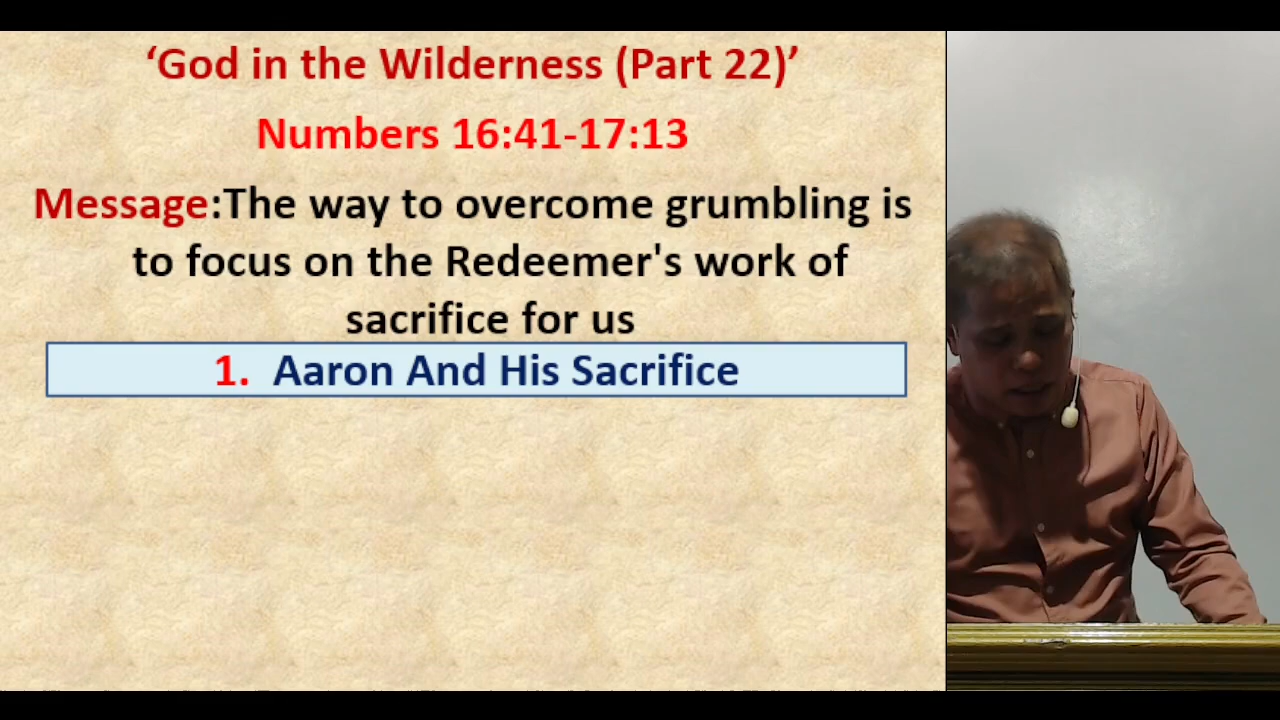 ‘God in the Wilderness (Part 22)’
Numbers 16:41-17:13
Message:The way to overcome grumbling is
to focus on the Redeemer's work of
sacrifice for us
1. Aaron And His Sacrifice